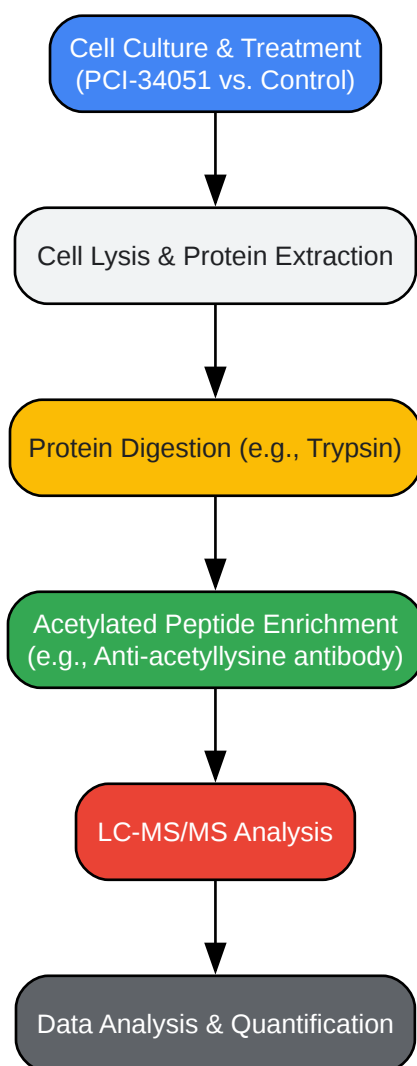 Cell Culture & Treatment
(PCI-34051 vs. Control)
Cell Lysis & Protein Extraction
Protein Digestion (e.g., Trypsin)
Acetylated Peptide Enrichment
(e.g., Anti-acetyllysine antibody)
LC-MS/MS Analysis
Data Analysis & Quantification